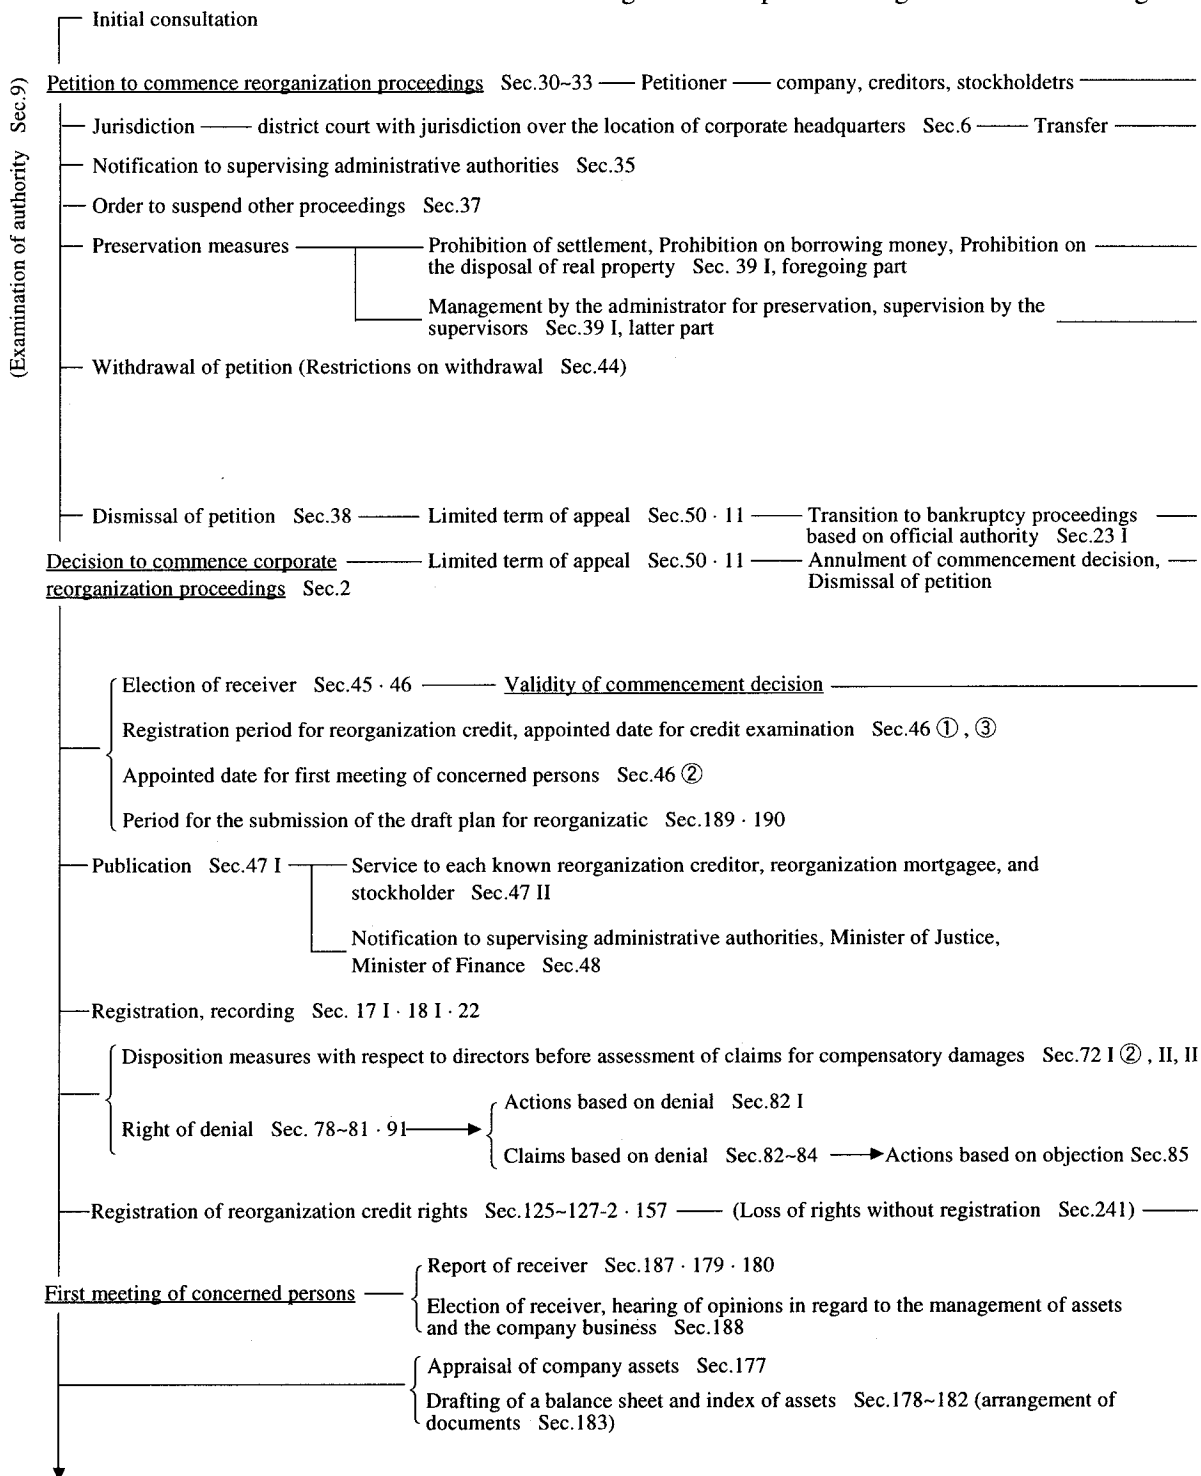 Initial consultation
(Examination of authority Sec.9)
Petition to commence reorganization proceedings Sec.30~33 Petitioner company, creditors, stockholdetrs
Jurisdiction district court with jurisdiction over the location of corporate headquarters Sec.6 Transfer
Notification to supervising administrative authorities Sec.35
Order to suspend other proceedings Sec.37
Preservation measures Prohibition of settlement, Prohibition on borrowing money, Prohibition on
the disposal of real property Sec. 39 I, foregoing part
Management by the administrator for preservation, supervision by the
supervisors Sec.39 I, latter part
Withdrawal of petition (Restrictions on withdrawal Sec.44)
Dismissal of petition Sec.38 Limited term of appeal Sec.50 · 11 Transition to bankruptcy proceedings
based on official authority Sec.23 I
Decision to commence corporate Limited term of appeal Sec.50 · 11 Annulment of commencement decision,
reorganization proceedings Sec.2 Dismissal of petition
Election of receiver Sec.45 · 46 Validity of commencement decision
Registration period for reorganization credit, appointed date for credit examination Sec.46 ①, ③
Appointed date for first meeting of concerned persons Sec.46 ②
Period for the submission of the draft plan for reorganizatic Sec.189 · 190
Publication Sec.47 I Service to each known reorganization creditor, reorganization mortgagee, and
stockholder Sec.47 II
Notification to supervising administrative authorities, Minister of Justice,
Minister of Finance Sec.48
Registration, recording Sec. 17 I · 18 I · 22
Disposition measures with respect to directors before assessment of claims for compensatory damages Sec.72 I ②, II, II
Actions based on denial Sec.82 I
Right of denial Sec. 78~81 · 91
Claims based on denial Sec.82~84 Actions based on objection Sec.85
Registration of reorganization credit rights Sec.125~127-2 · 157 (Loss of rights without registration Sec.241)
Report of receiver Sec.187 · 179 · 180
First meeting of concerned persons
Election of receiver, hearing of opinions in regard to the management of assets
and the company business Sec.188
Appraisal of company assets Sec.177
Drafting of a balance sheet and index of assets Sec.178~182 (arrangement of
documents Sec.183)